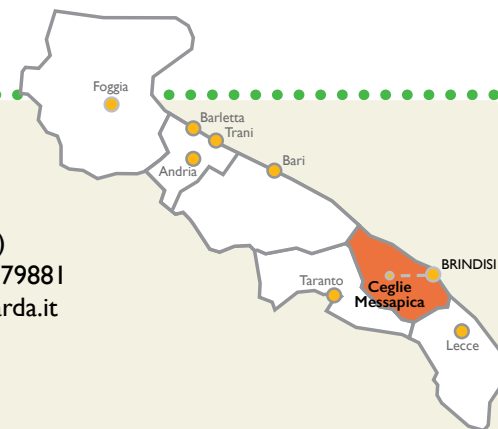 Foggia
Barletta
Trani
Andria
Bari
)
79881
rda.it
BRINDISI
Ceglie
Messapica
Taranto
Lecce